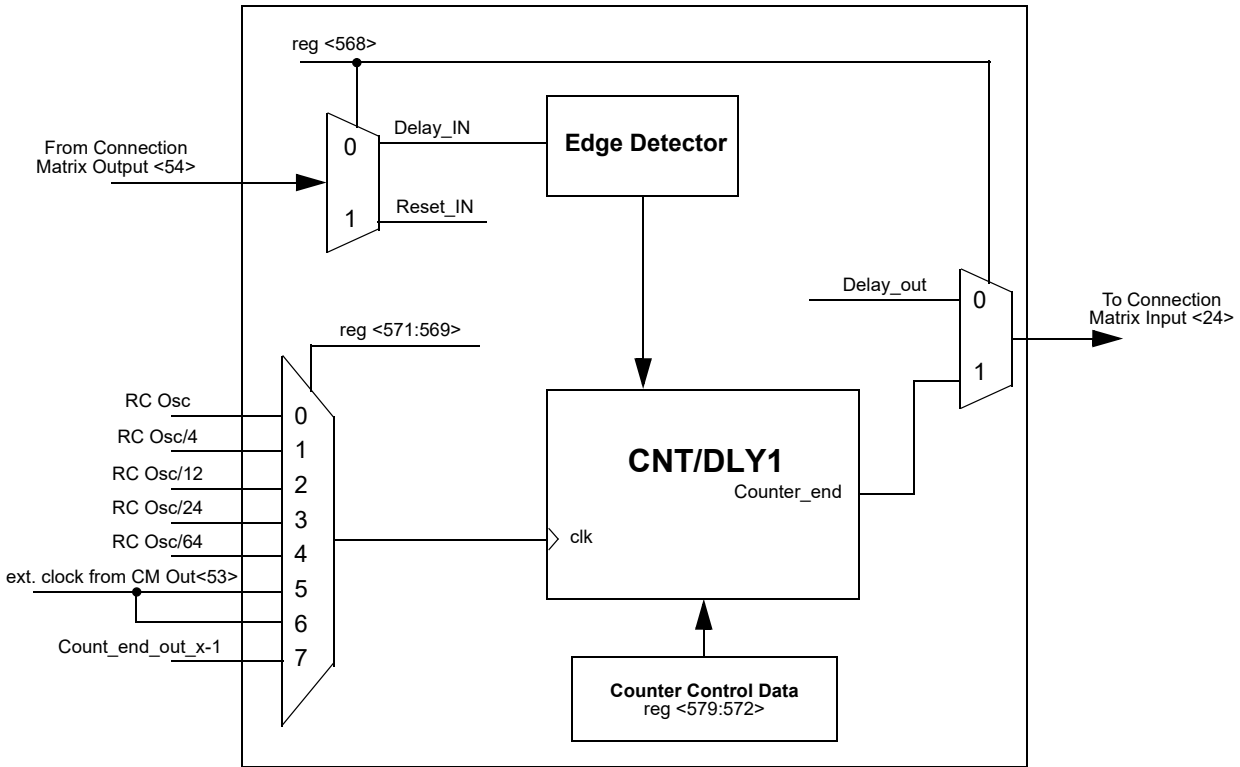 reg <568>
From Connection
Matrix Output <54>
0
Delay_IN
Edge Detector
1
Reset_IN
Delay_out
0
To Connection
Matrix Input <24>
1
reg <571:569>
RC Osc
0
RC Osc/4
1
RC Osc/12
2
RC Osc/24
3
RC Osc/64
4
ext. clock from CM Out<53>
5
6
Count_end_out_x-1
7
CNT/DLY1
Counter_end
clk
Counter Control Data
reg <579:572>